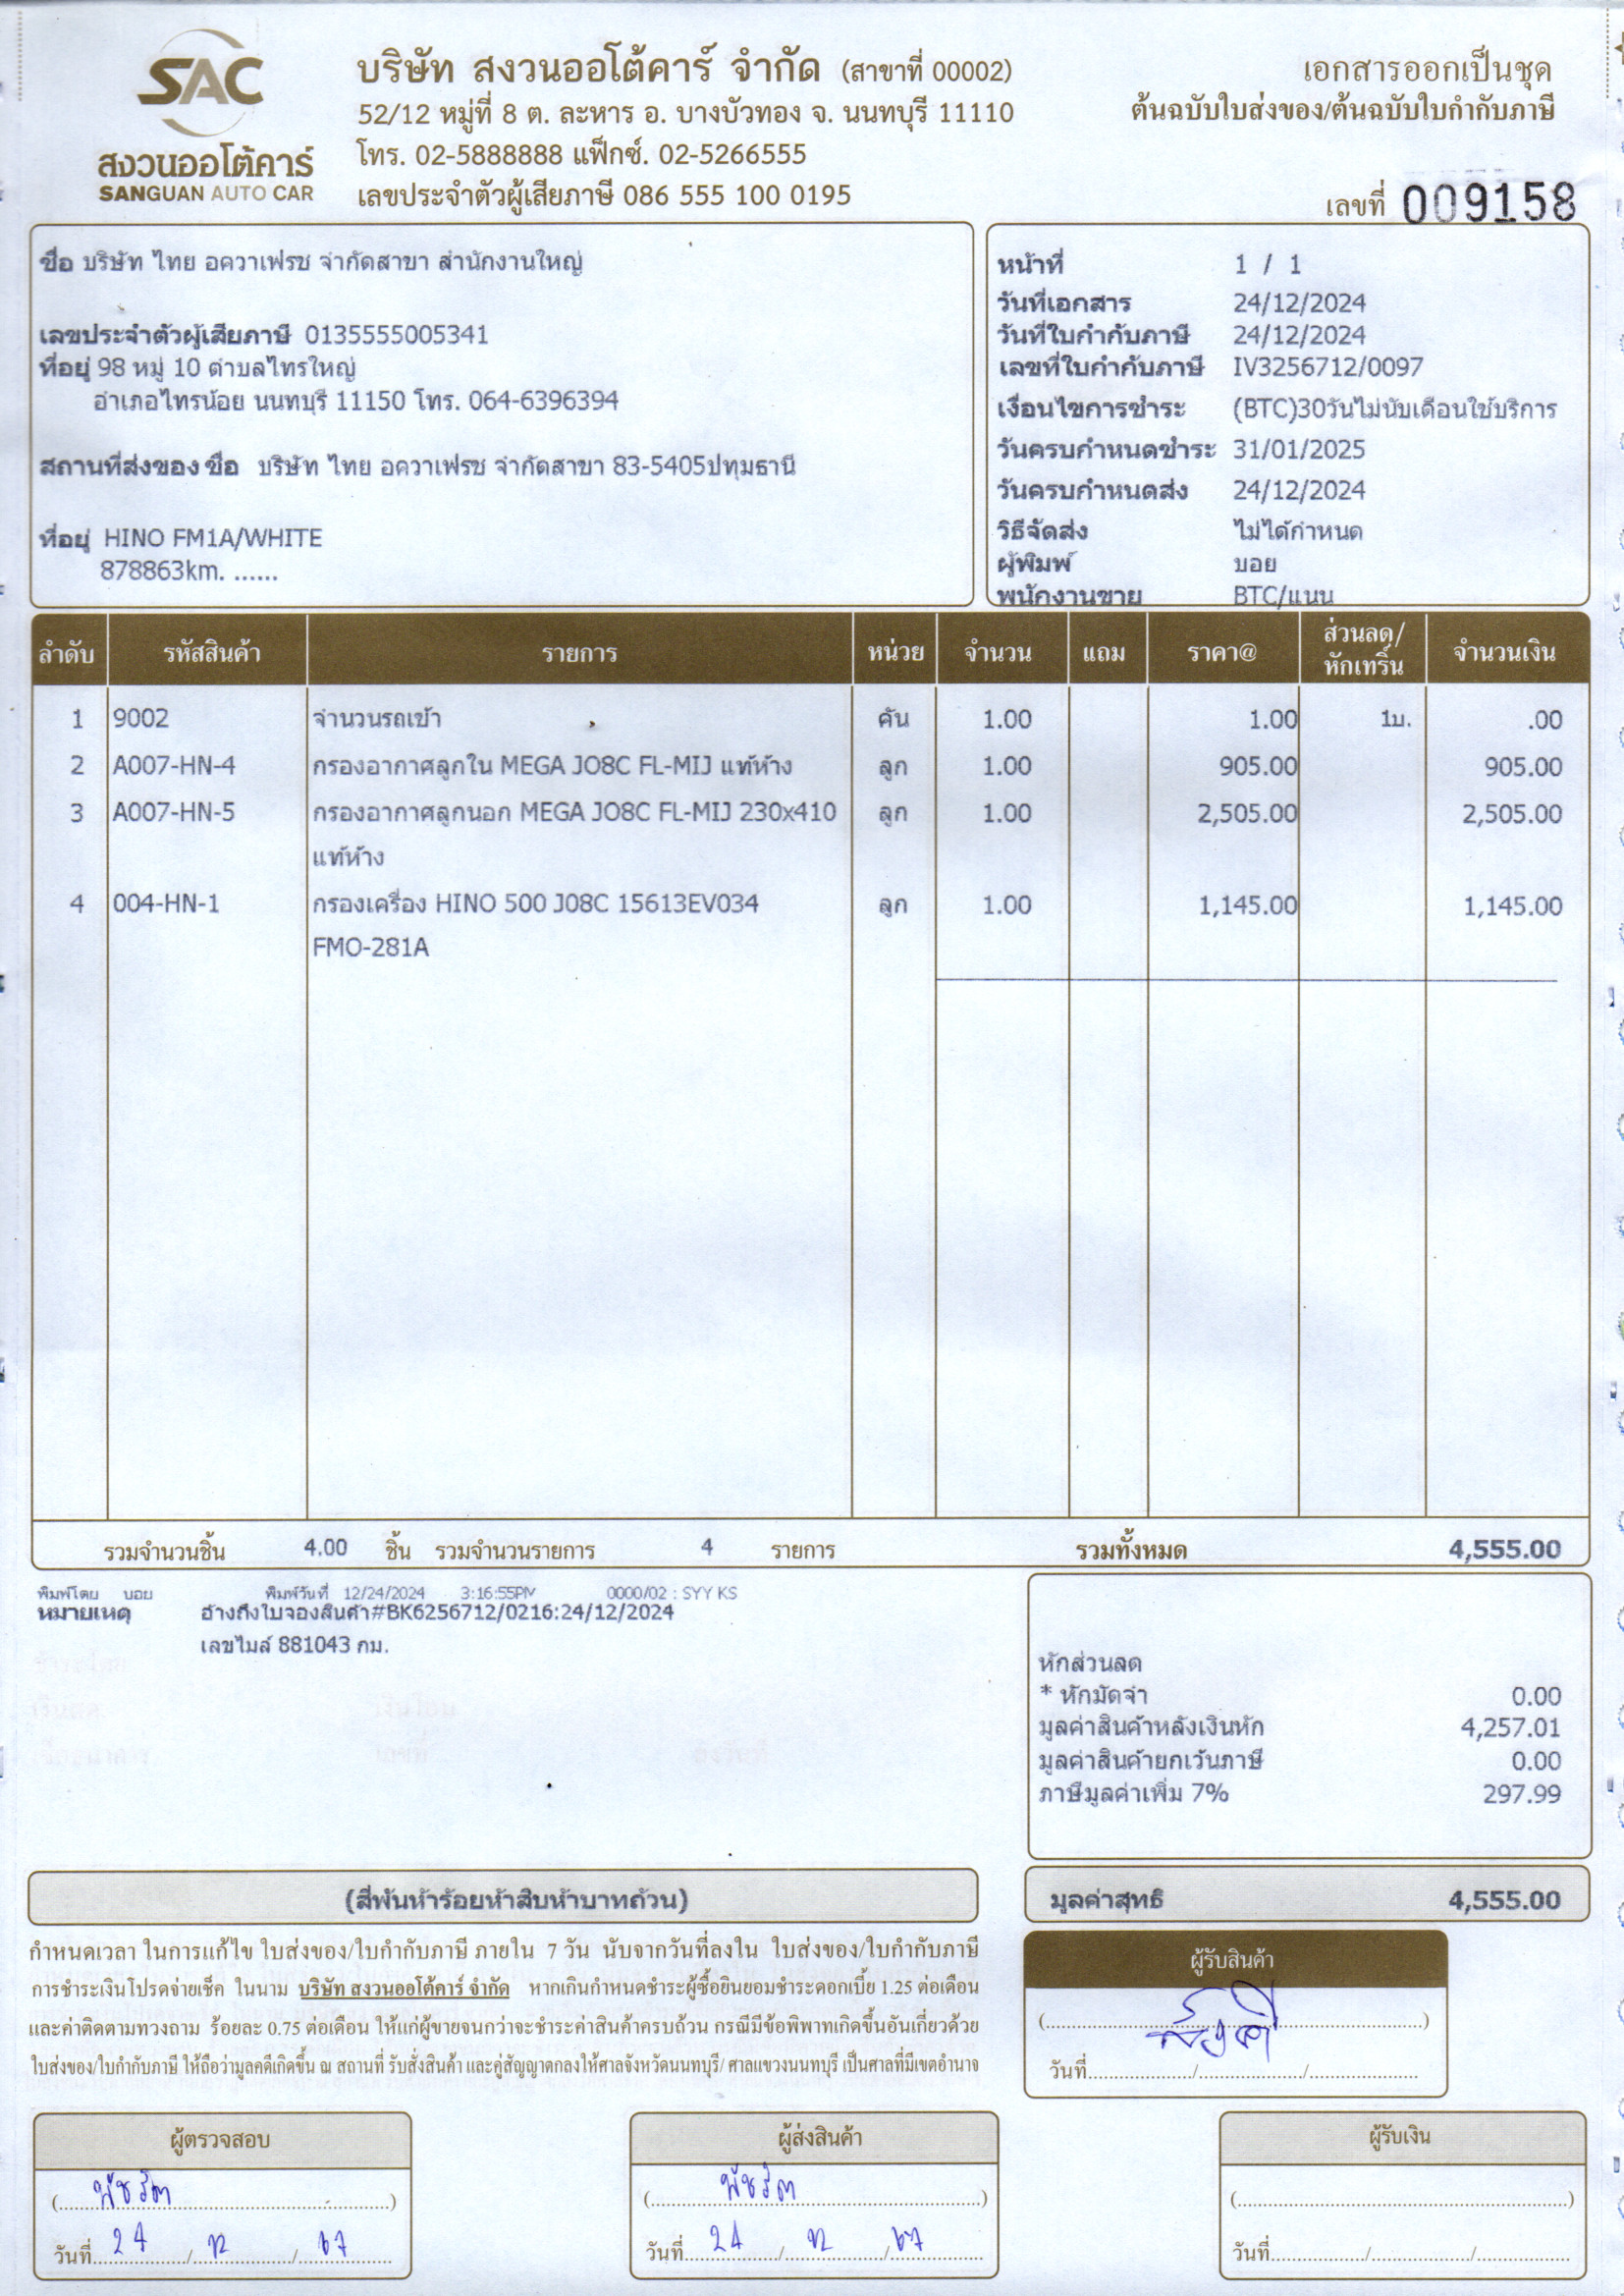 SAC
สงวนออโต้คาร์
SANGUAN AUTO CAR
บริษัท สงวนออโต้คาร์ จำกัด (สาขาที่ 00002)
52/12 หมู่ที่ 8 ต. ละหาร อ. บางบัวทอง จ. นนทบุรี 11110
โทร. 02-5888888 แฟ็กซ์. 02-5266555
เลขประจำตัวผู้เสียภาษี 086 555 100 0195
เอกสารออกเป็นชุด
ต้นฉบับใบส่งของ/ต้นฉบับใบกำกับภาษี
เลขที่ 009158
ชื่อ บริษัท ไทย อควาเฟรช จำกัดสาขา สำนักงานใหญ่
เลขประจำตัวผู้เสียภาษี 0135555005341
ที่อยู่ 98 หมู่ 10 ตำบลไทรใหญ่
อำเภอไทรน้อย นนทบุรี 11150 โทร. 064-6396394
สถานที่ส่งของ ชื่อ บริษัท ไทย อควาเฟรช จำกัดสาขา 83-5405ปทุมธานี
ที่อยู่ HINO FM1A/WHITE
878863km. ......
หน้าที่ 1 / 1
วันที่เอกสาร 24/12/2024
วันที่ใบกำกับภาษี 24/12/2024
เลขที่ใบกำกับภาษี IV3256712/0097
เงื่อนไขการชำระ (BTC)30วันไม่นับเดือนใช้บริการ
วันครบกำหนดชำระ 31/01/2025
วันครบกำหนดส่ง 24/12/2024
วิธีจัดส่ง ไม่ได้กำหนด
ผู้พิมพ์ บอย
พนักงานขาย BTC/แนน
ลำดับ รหัสสินค้า รายการ หน่วย จำนวน แถม ราคา@ ส่วนลด/หักเทริ์น จำนวนเงิน
1 9002 จำนวนรถเข้า คัน 1.00 1.00 1บ. .00
2 A007-HN-4 กรองอากาศลูกใน MEGA JO8C FL-MIJ แท้ห้าง ลูก 1.00 905.00 905.00
3 A007-HN-5 กรองอากาศลูกนอก MEGA JO8C FL-MIJ 230x410 ลูก 1.00 2,505.00 2,505.00
แท้ห้าง
4 004-HN-1 กรองเครื่อง HINO 500 J08C 15613EV034 ลูก 1.00 1,145.00 1,145.00
FMO-281A
รวมจำนวนชิ้น 4.00 ชิ้น รวมจำนวนรายการ 4 รายการ รวมทั้งหมด 4,555.00
พิมพ์โดย บอย พิมพ์วันที่ 12/24/2024 3:16:55PM 0000/02 : SYY KS
หมายเหตุ อ้างถึงใบจองสินค้า#BK6256712/0216:24/12/2024
เลขไมล์ 881043 กม.
หักส่วนลด
* หักมัดจำ 0.00
มูลค่าสินค้าหลังเงินหัก 4,257.01
มูลค่าสินค้ายกเว้นภาษี 0.00
ภาษีมูลค่าเพิ่ม 7% 297.99
(สี่พันห้าร้อยห้าสิบห้าบาทถ้วน)
มูลค่าสุทธิ 4,555.00
กำหนดเวลา ในการแก้ไข ใบส่งของ/ใบกำกับภาษี ภายใน 7 วัน นับจากวันที่ลงใน ใบส่งของ/ใบกำกับภาษี
การชำระเงินโปรดจ่ายเช็ค ในนาม บริษัท สงวนออโต้คาร์ จำกัด หากเกินกำหนดชำระผู้ซื้อยินยอมชำระดอกเบี้ย 1.25 ต่อเดือน
และค่าติดตามทวงถาม ร้อยละ 0.75 ต่อเดือน ให้แก่ผู้ขายจนกว่าจะชำระค่าสินค้าครบถ้วน กรณีมีข้อพิพาทเกิดขึ้นอันเกี่ยวด้วย
ใบส่งของ/ใบกำกับภาษี ให้ถือว่ามูลคดีเกิดขึ้น ณ สถานที่ รับสั่งสินค้า และคู่สัญญาตกลงให้ศาลจังหวัดนนทบุรี/ ศาลแขวงนนทบุรี เป็นศาลที่มีเขตอำนาจ
ผู้รับสินค้า
วันที่......../......../........
ผู้ตรวจสอบ
(พัชริดา)
วันที่ 24 / 12 / 67
ผู้ส่งสินค้า
(พัชริดา)
วันที่ 24 / 12 / 67
ผู้รับเงิน
(........)
วันที่......../......../........